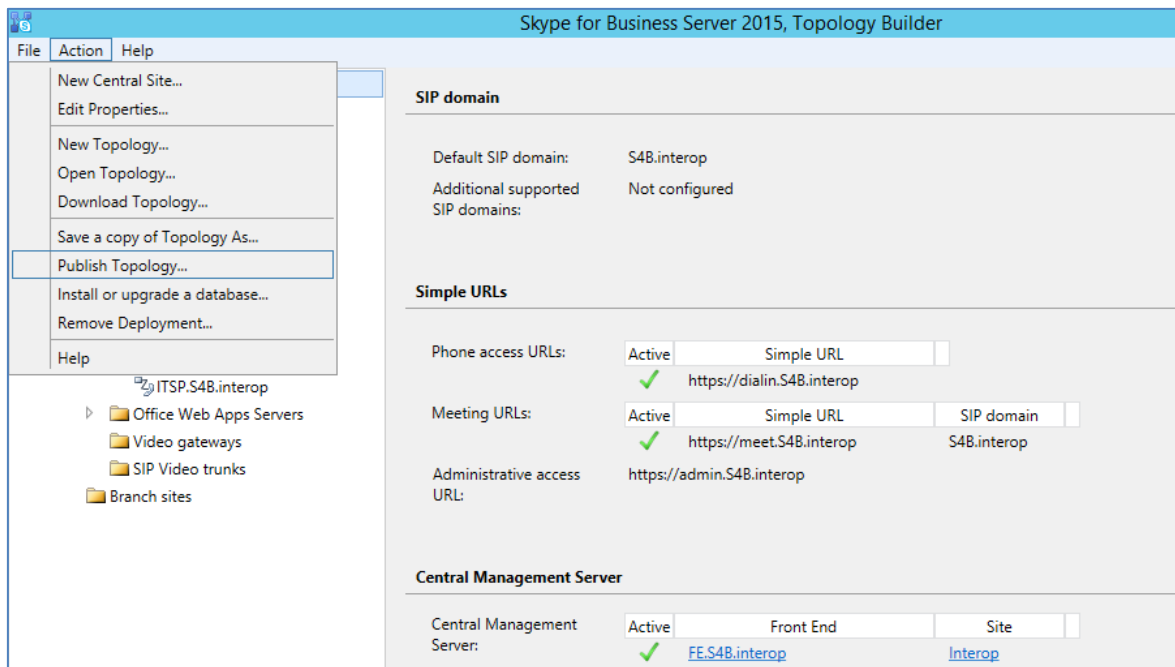 Skype for Business Server 2015, Topology Builder
File Action Help
New Central Site...
Edit Properties...
New Topology...
Open Topology...
Download Topology...
Save a copy of Topology As...
Publish Topology...
Install or upgrade a database...
Remove Deployment...
Help
ITSP.S4B.interop
Office Web Apps Servers
Video gateways
SIP Video trunks
Branch sites
SIP domain
Default SIP domain: S4B.interop
Additional supported Not configured
SIP domains:
Simple URLs
Phone access URLs: Active Simple URL
https://dialin.S4B.interop
Meeting URLs: Active Simple URL SIP domain
https://meet.S4B.interop S4B.interop
Administrative access https://admin.S4B.interop
URL:
Central Management Server
Central Management Active Front End Site
Server: FE.S4B.interop Interop